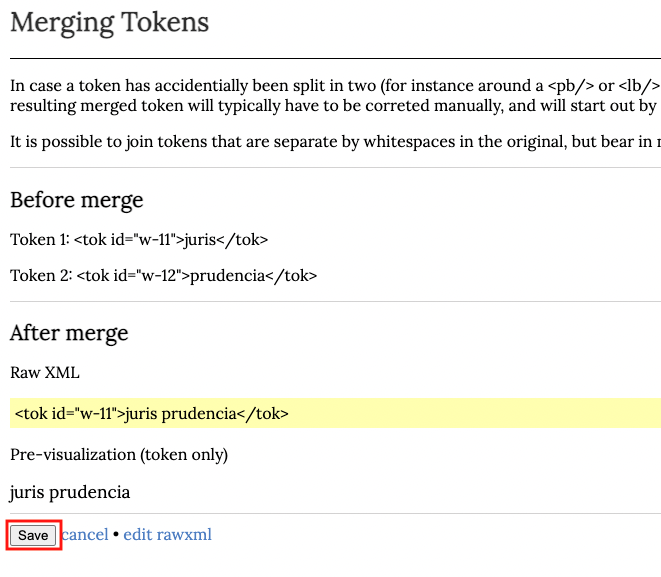 Merging Tokens
In case a token has accidentially been split in two (for instance around a <pb/> or <lb/>
resulting merged token will typically have to be correted manually, and will start out by
It is possible to join tokens that are separate by whitespaces in the original, but bear in
Before merge
Token 1: <tok id="w-11">juris</tok>
Token 2: <tok id="w-12">prudencia</tok>
After merge
Raw XML
<tok id="w-11">juris prudencia</tok>
Pre-visualization (token only)
juris prudencia
Save cancel • edit rawxml